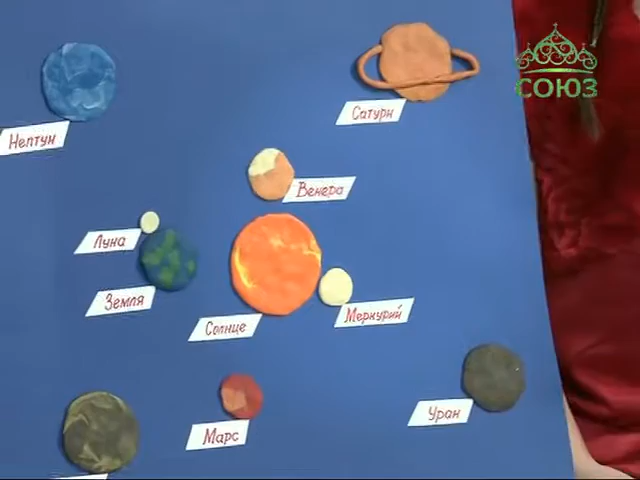 СОЮЗ
Сатурн
Нептун
Венера
Луна
Земля
Меркурий
Солнце
Уран
Марс